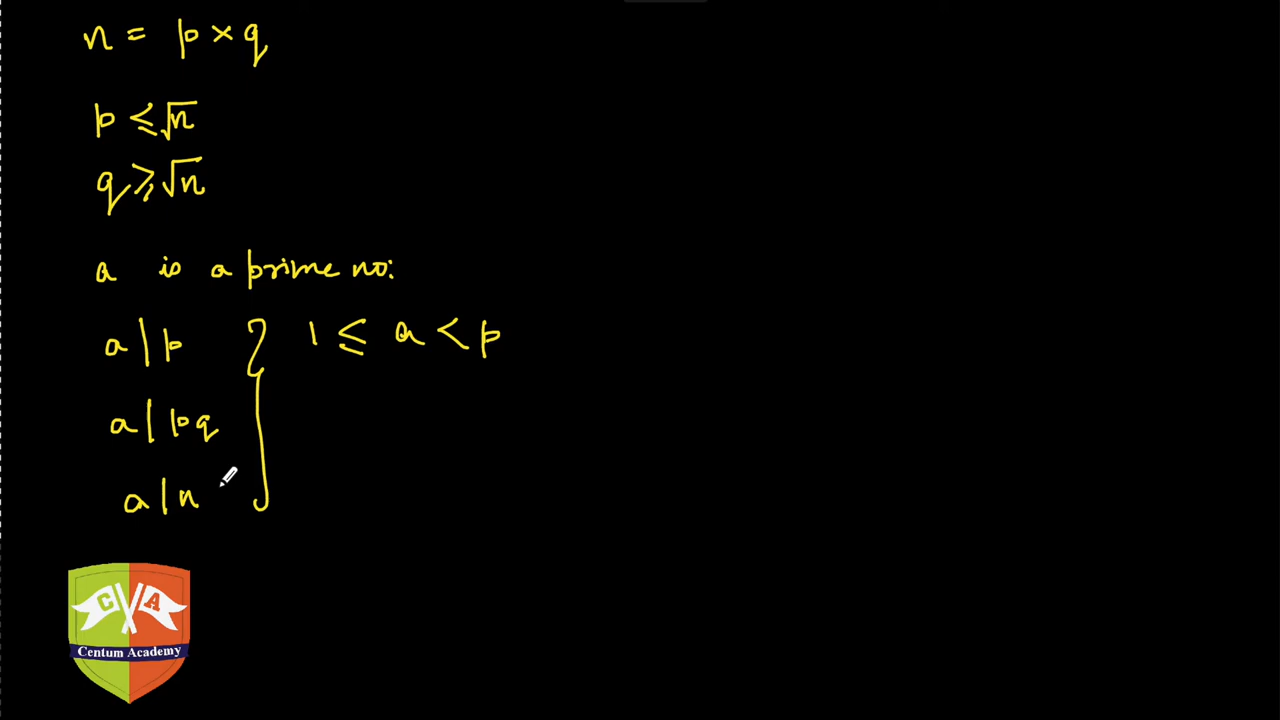 n = p × q
p ≤ √n
q ≥ √n
a is a prime no:
a | p } 1 ≤ a < p
a | pq
a | n
C A
Centum Academy